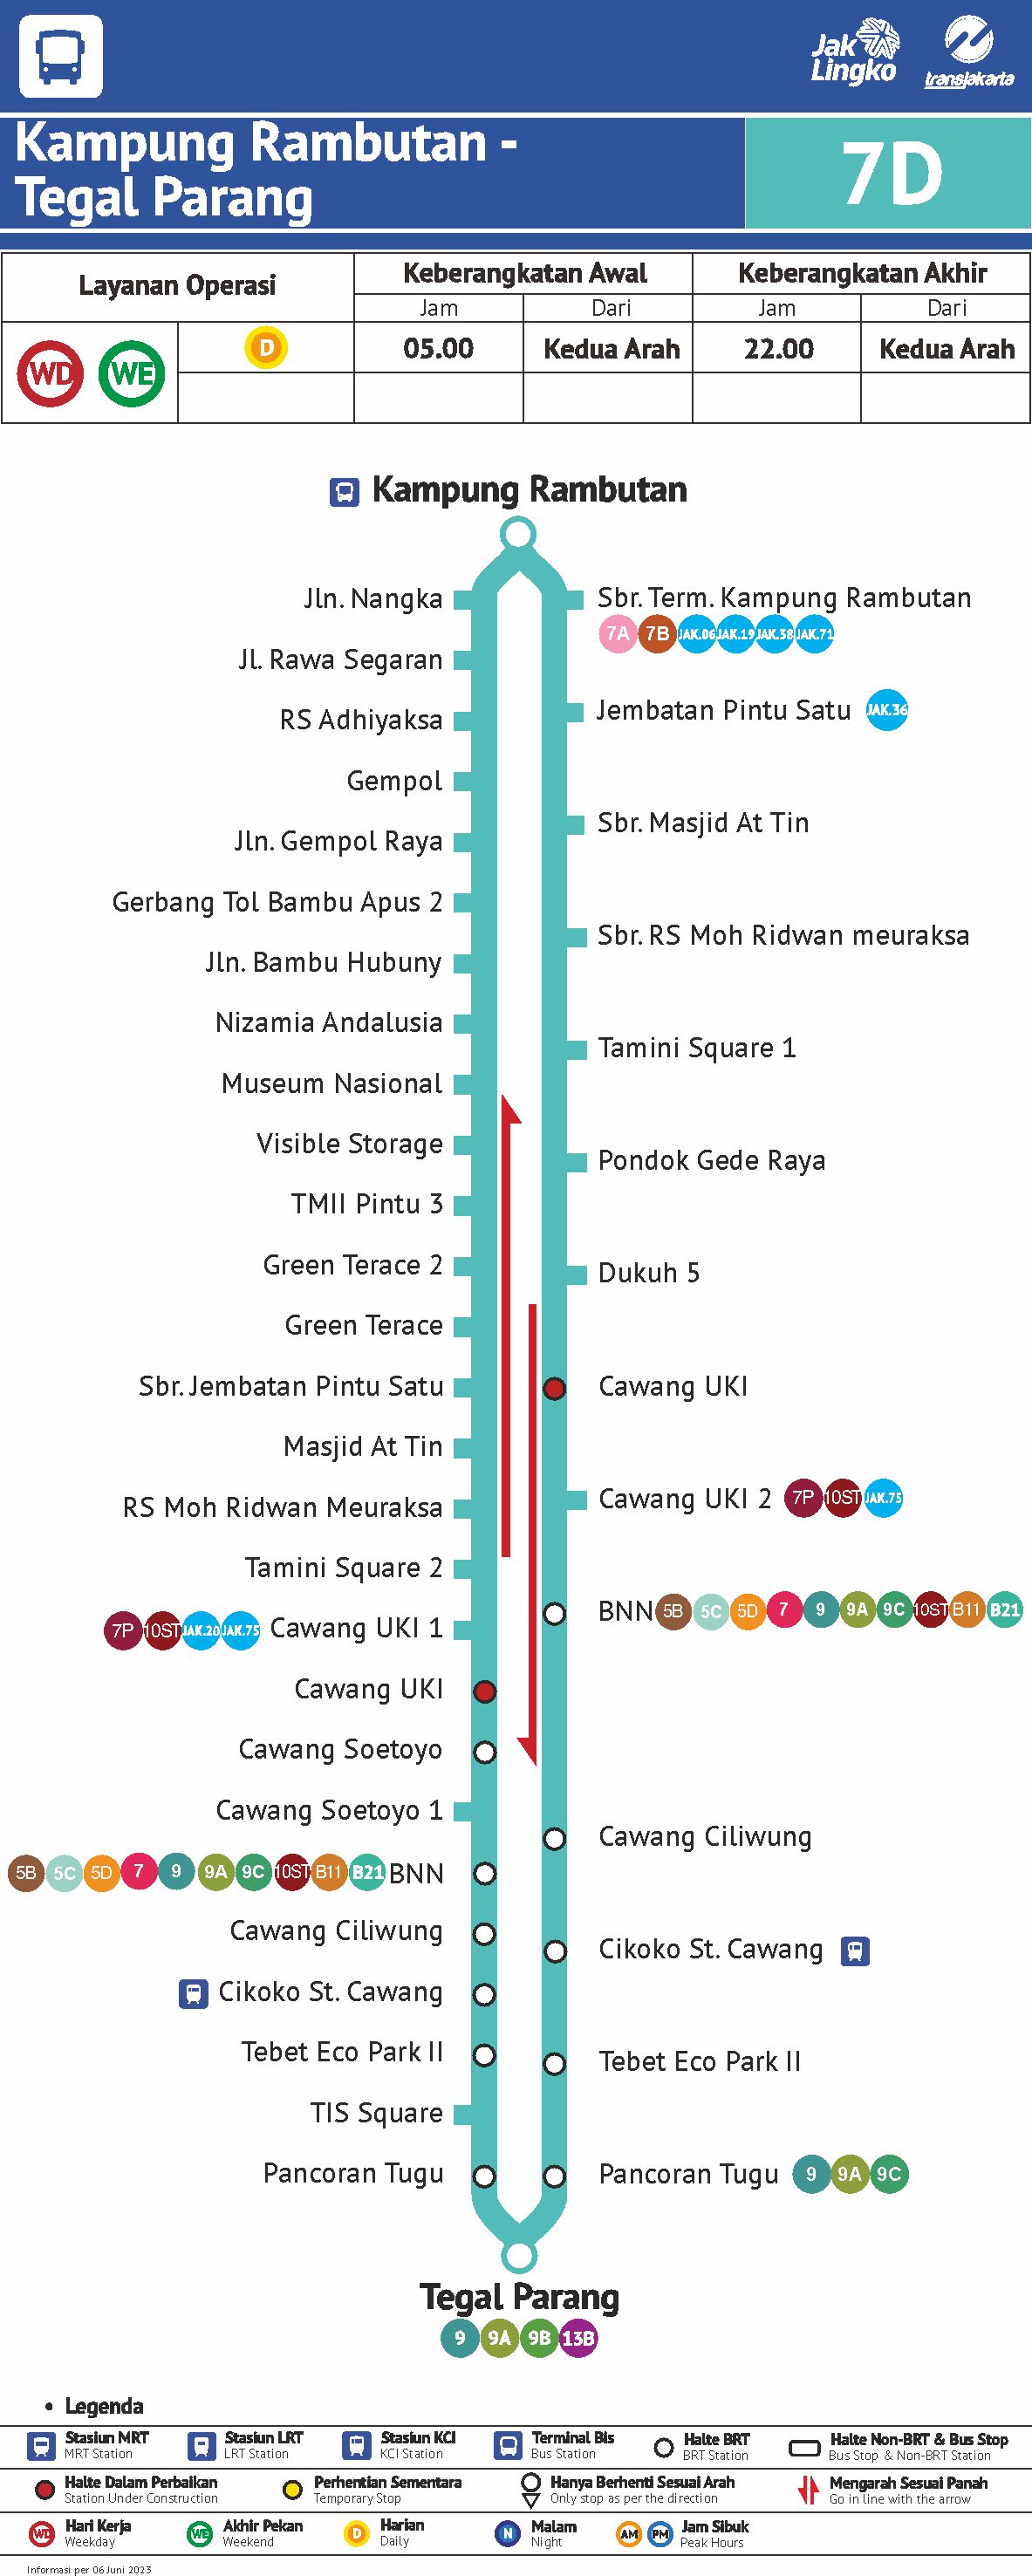 Jak
Lingko
transjakarta
Kampung Rambutan -
Tegal Parang
7D
Layanan Operasi
Keberangkatan Awal
Keberangkatan Akhir
Jam
Dari
Jam
Dari
WD
WE
D
05.00
Kedua Arah
22.00
Kedua Arah
Kampung Rambutan
Jln. Nangka
Jl. Rawa Segaran
RS Adhiyaksa
Gempol
Jln. Gempol Raya
Gerbang Tol Bambu Apus 2
Jln. Bambu Hubuny
Nizamia Andalusia
Museum Nasional
Visible Storage
TMII Pintu 3
Green Terace 2
Green Terace
Sbr. Jembatan Pintu Satu
Masjid At Tin
RS Moh Ridwan Meuraksa
Tamini Square 2
7P 10ST JAK.20 JAK.75 Cawang UKI 1
Cawang UKI
Cawang Soetoyo
Cawang Soetoyo 1
5B 5C 5D 7 9 9A 9C 10ST B11 B21 BNN
Cawang Ciliwung
Cikoko St. Cawang
Tebet Eco Park II
TIS Square
Pancoran Tugu
Sbr. Term. Kampung Rambutan
7A 7B JAK.06 JAK.19 JAK.38 JAK.71
Jembatan Pintu Satu JAK.36
Sbr. Masjid At Tin
Sbr. RS Moh Ridwan meuraksa
Tamini Square 1
Pondok Gede Raya
Dukuh 5
Cawang UKI
Cawang UKI 2 7P 10ST JAK.75
BNN 5B 5C 5D 7 9 9A 9C 10ST B11 B21
Cawang Ciliwung
Cikoko St. Cawang
Tebet Eco Park II
Pancoran Tugu 9 9A 9C
Tegal Parang
9 9A 9B 13B
• Legenda
Stasiun MRT
MRT Station
Stasiun LRT
LRT Station
Stasiun KCI
KCI Station
Terminal Bis
Bus Station
Halte BRT
BRT Station
Halte Non-BRT & Bus Stop
Bus Stop & Non-BRT Station
Halte Dalam Perbaikan
Station Under Construction
Perhentian Sementara
Temporary Stop
Hanya Berhenti Sesuai Arah
Only stop as per the direction
Mengarah Sesuai Panah
Go in line with the arrow
WD
Hari Kerja
Weekday
WE
Akhir Pekan
Weekend
D
Harian
Daily
N
Malam
Night
AM PM
Jam Sibuk
Peak Hours
Informasi per 06 Juni 2023